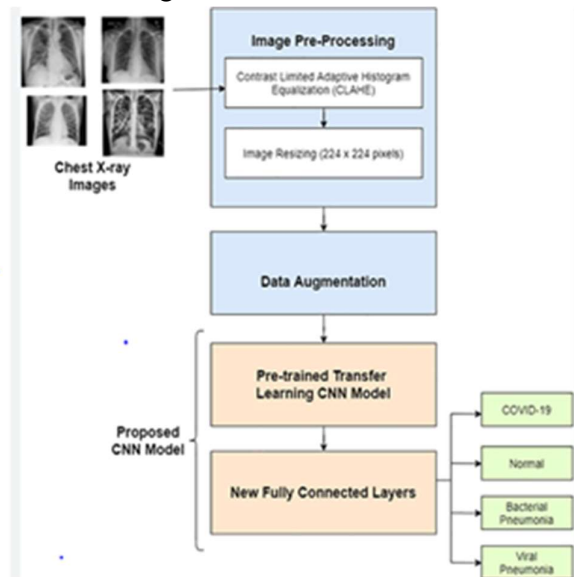 Chest X-ray
Images
Image Pre-Processing
Contrast Limited Adaptive Histogram
Equalization (CLAHE)
Image Resizing (224 x 224 pixels)
Data Augmentation
Proposed
CNN Model
Pre-trained Transfer
Learning CNN Model
New Fully Connected Layers
COVID-19
Normal
Bacterial
Pneumonia
Viral
Pneumonia